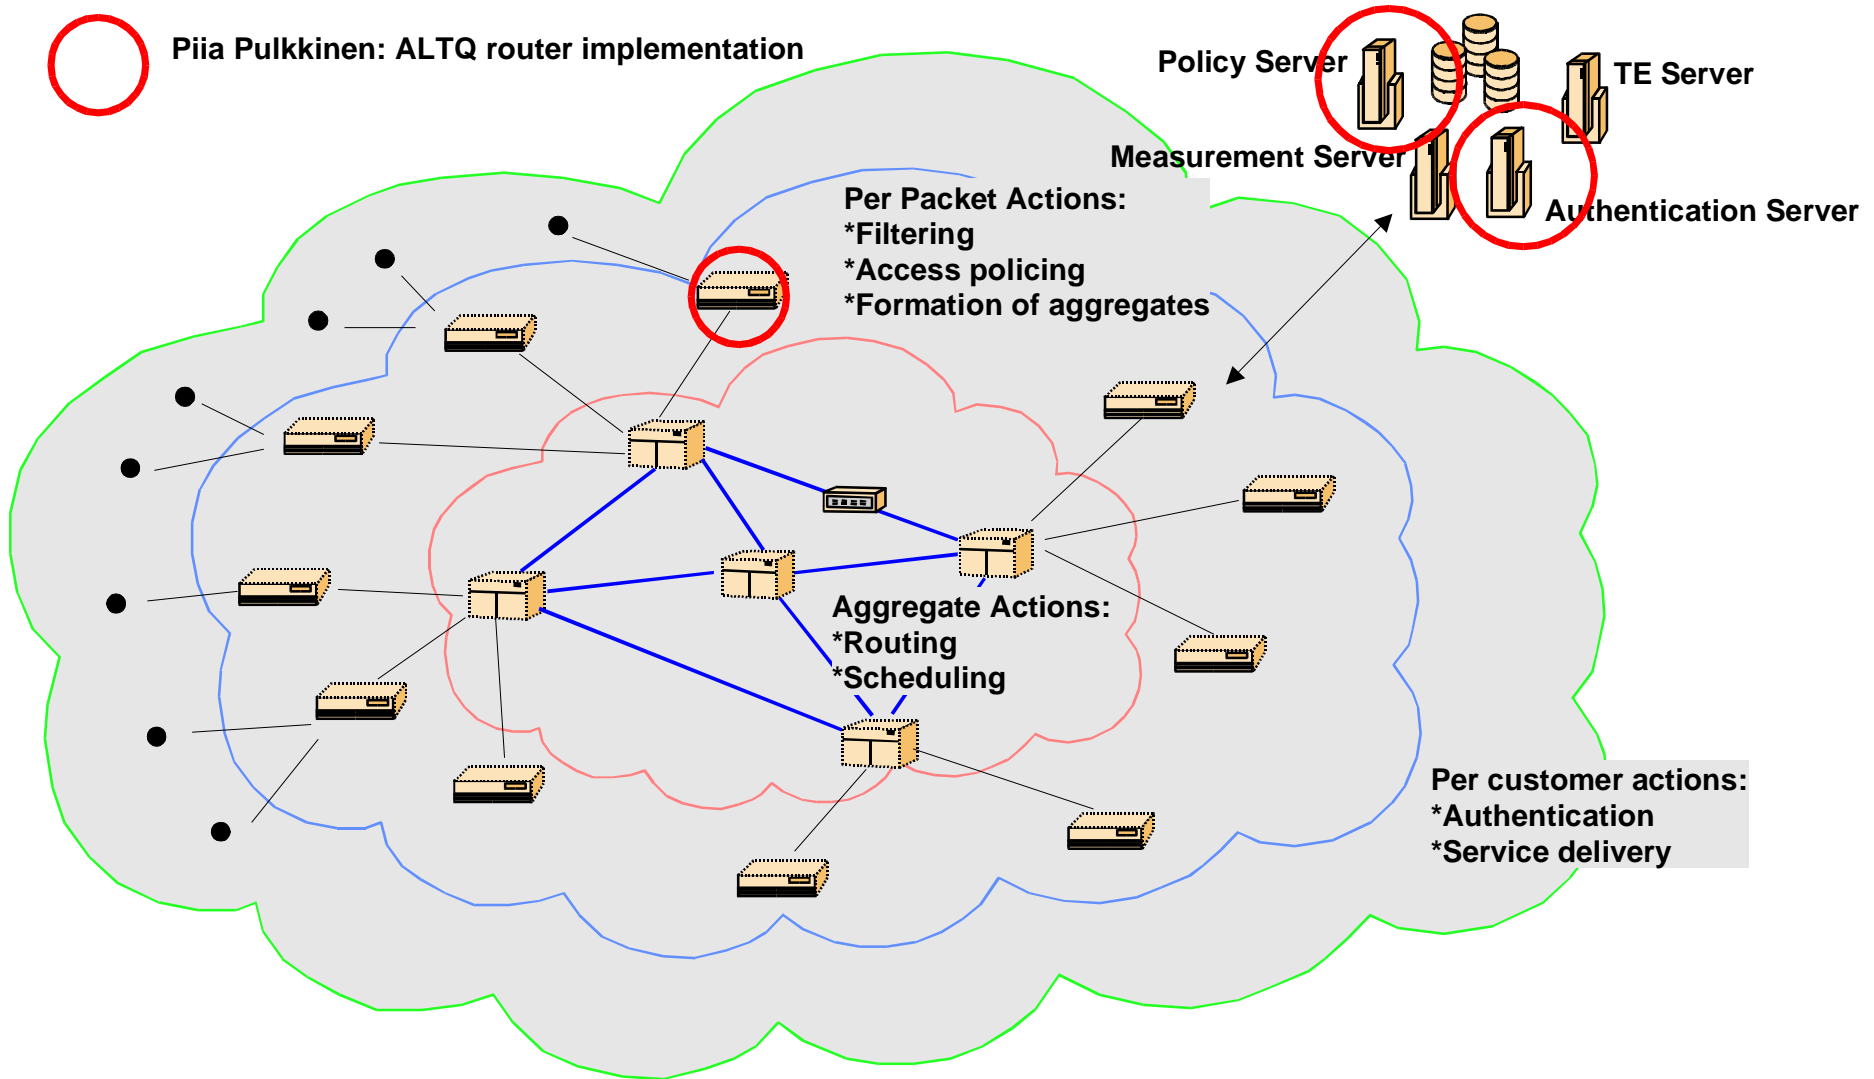 Piia Pulkkinen: ALTQ router implementation
Policy Server
TE Server
Measurement Server
Authentication Server
Per Packet Actions:
*Filtering
*Access policing
*Formation of aggregates
Aggregate Actions:
*Routing
*Scheduling
Per customer actions:
*Authentication
*Service delivery